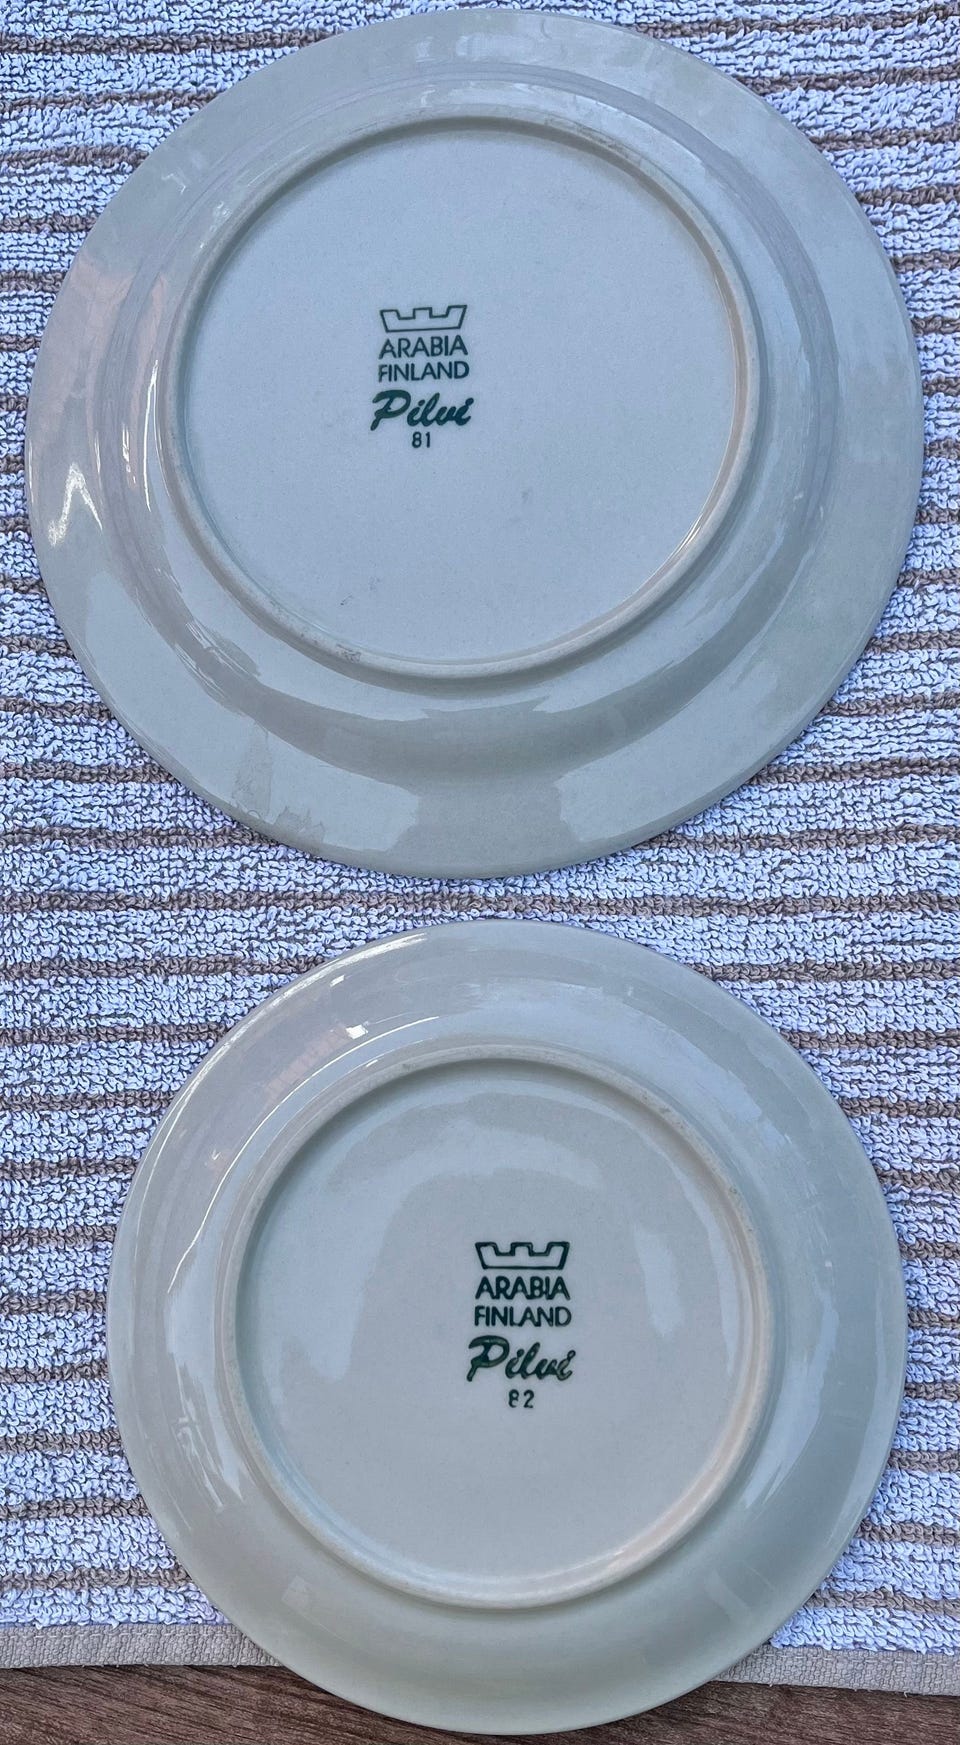 ARABIA
FINLAND
Pilvi
81
ARABIA
FINLAND
Pilvi
82